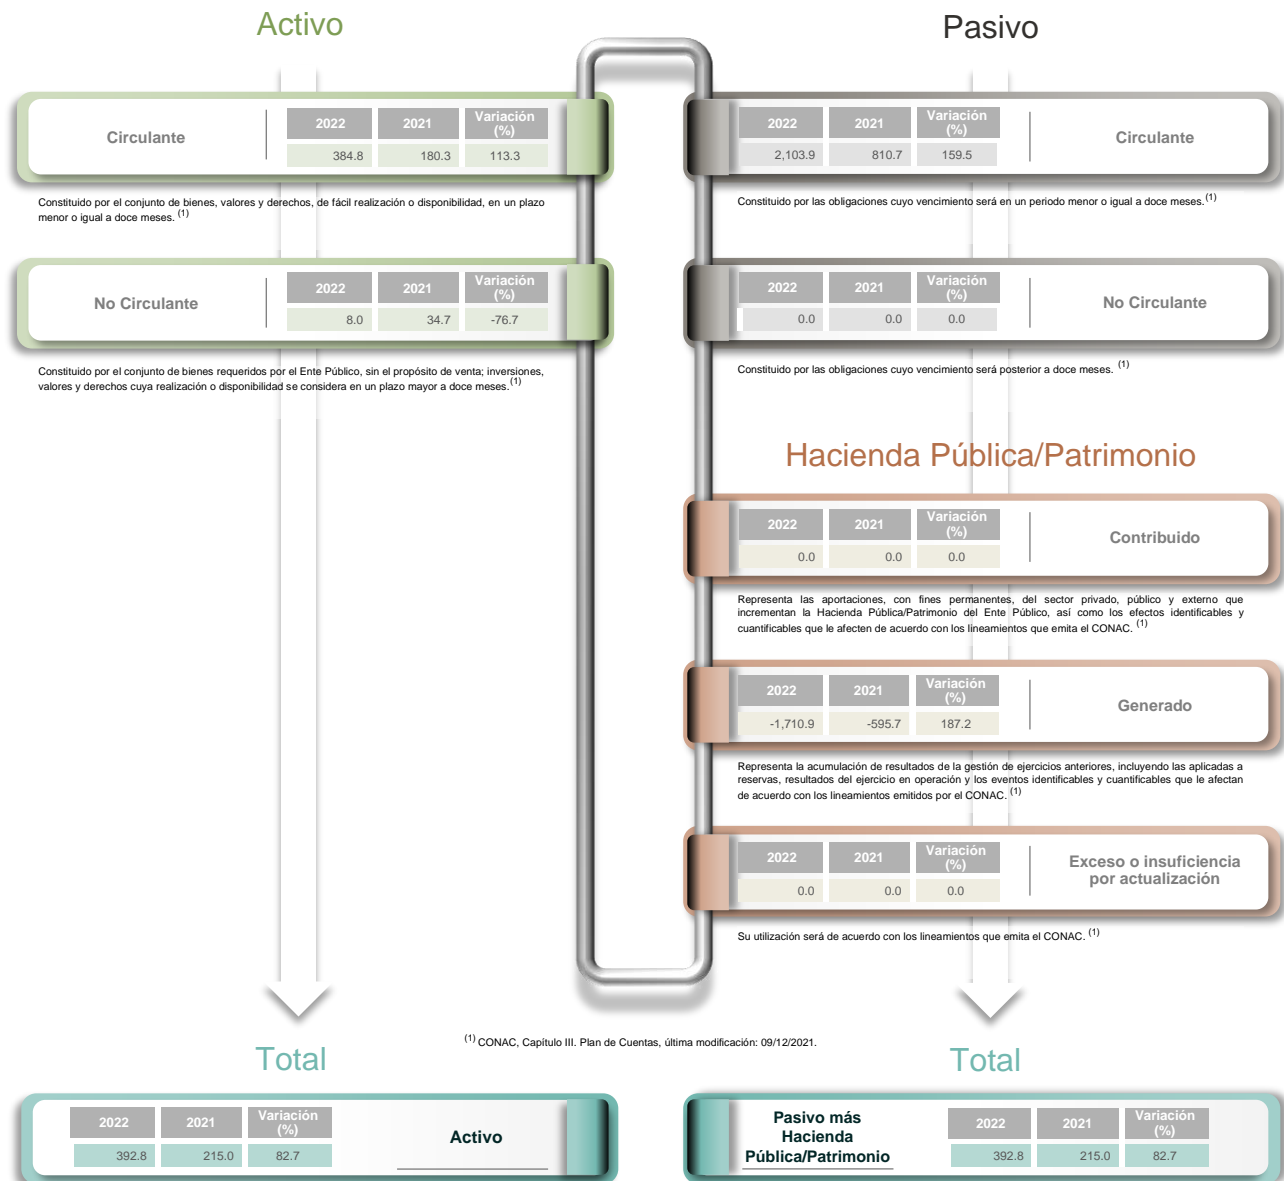 Activo
Circulante
2022 2021 Variación (%)
384.8 180.3 113.3
Constituido por el conjunto de bienes, valores y derechos, de fácil realización o disponibilidad, en un plazo
menor o igual a doce meses. (1)
No Circulante
2022 2021 Variación (%)
8.0 34.7 -76.7
Constituido por el conjunto de bienes requeridos por el Ente Público, sin el propósito de venta; inversiones,
valores y derechos cuya realización o disponibilidad se considera en un plazo mayor a doce meses.(1)
Pasivo
2022 2021 Variación (%)
2,103.9 810.7 159.5
Circulante
Constituido por las obligaciones cuyo vencimiento será en un periodo menor o igual a doce meses.(1)
2022 2021 Variación (%)
0.0 0.0 0.0
No Circulante
Constituido por las obligaciones cuyo vencimiento será posterior a doce meses. (1)
Hacienda Pública/Patrimonio
2022 2021 Variación (%)
0.0 0.0 0.0
Contribuido
Representa las aportaciones, con fines permanentes, del sector privado, público y externo que
incrementan la Hacienda Pública/Patrimonio del Ente Público, así como los efectos identificables y
cuantificables que le afecten de acuerdo con los lineamientos que emita el CONAC. (1)
2022 2021 Variación (%)
-1,710.9 -595.7 187.2
Generado
Representa la acumulación de resultados de la gestión de ejercicios anteriores, incluyendo las aplicadas a
reservas, resultados del ejercicio en operación y los eventos identificables y cuantificables que le afectan
de acuerdo con los lineamientos emitidos por el CONAC. (1)
2022 2021 Variación (%)
0.0 0.0 0.0
Exceso o insuficiencia
por actualización
Su utilización será de acuerdo con los lineamientos que emita el CONAC. (1)
(1) CONAC, Capítulo III. Plan de Cuentas, última modificación: 09/12/2021.
Total
2022 2021 Variación (%)
392.8 215.0 82.7
Activo
Total
Pasivo más
Hacienda
Pública/Patrimonio
2022 2021 Variación (%)
392.8 215.0 82.7